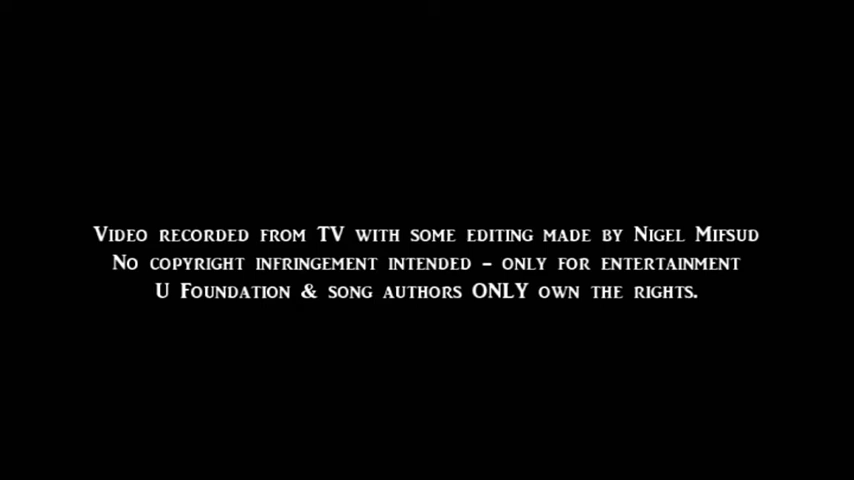 Video recorded from TV with some editing made by Nigel Mifsud
No copyright infringement intended – only for entertainment
U Foundation & song authors ONLY own the rights.